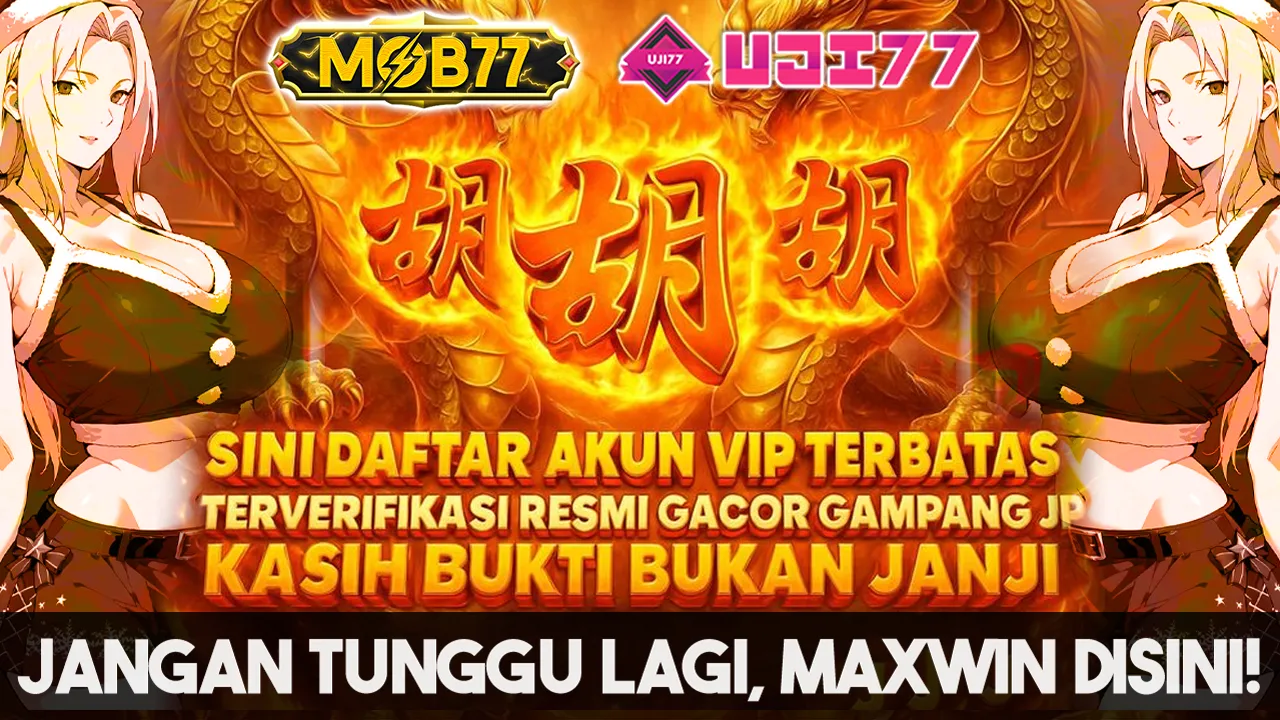 MOB77
UJI77
UJI77
胡 胡 胡
SINI DAFTAR AKUN VIP TERBATAS
TERVERIFIKASI RESMI GACOR GAMPANG JP
KASIH BUKTI BUKAN JANJI
JANGAN TUNGGU LAGI, MAXWIN DISINI!